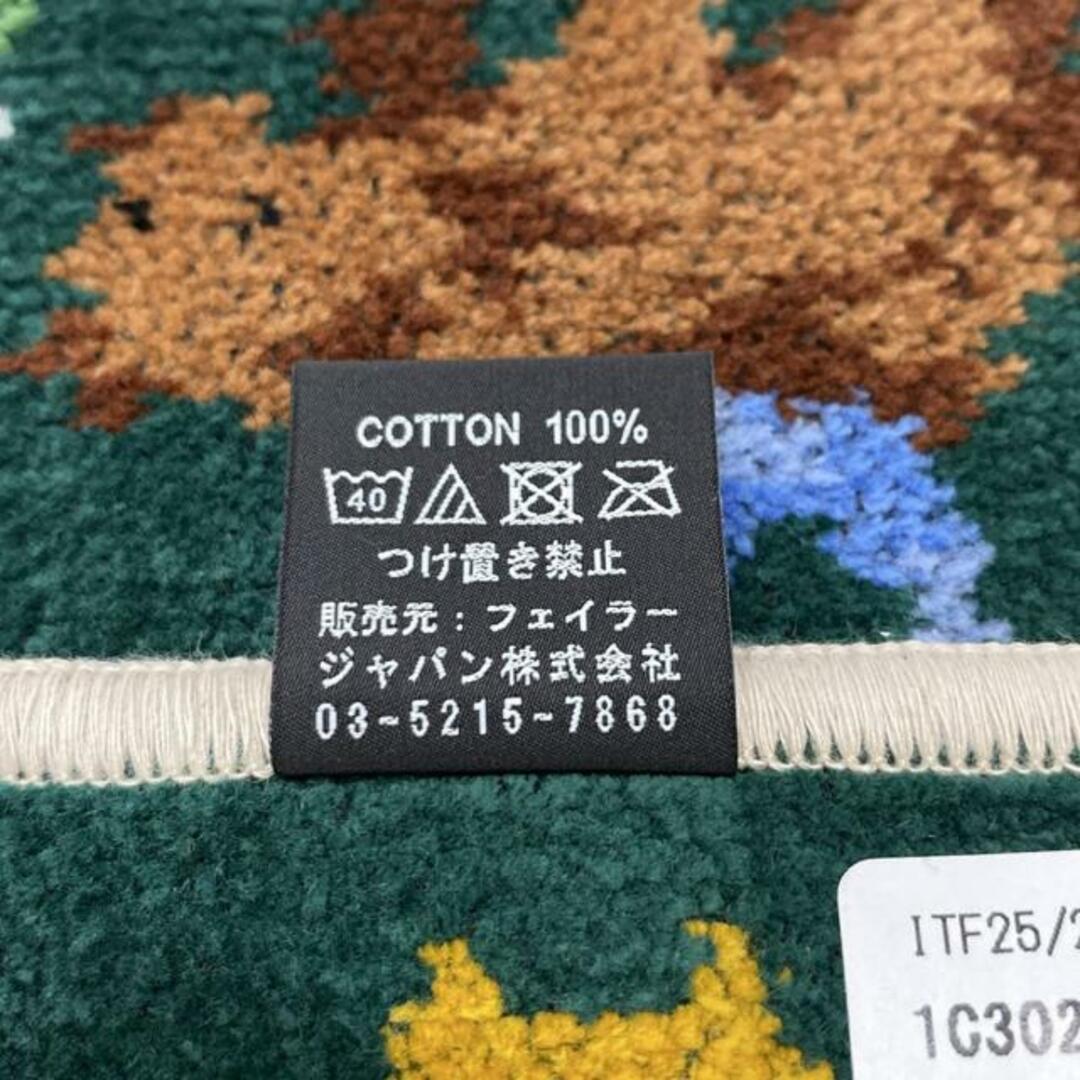 COTTON 100%
40
つけ置き禁止
販売元：フェイラー
ジャパン株式会社
03-5215-7868
ITF25/2
1C302